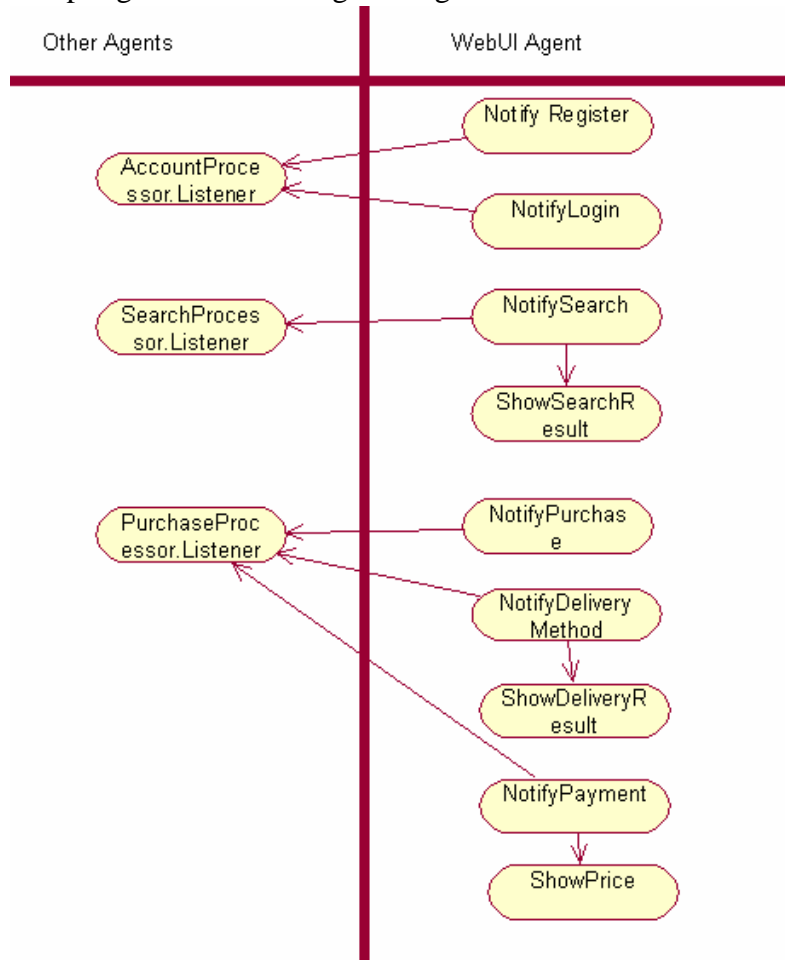 Other Agents
WebUI Agent
Notify Register
AccountProce
ssor.Listener
NotifyLogin
SearchProces
sor.Listener
NotifySearch
ShowSearchR
esult
PurchaseProc
essor.Listener
NotifyPurchas
e
NotifyDelivery
Method
ShowDeliveryR
esult
NotifyPayment
ShowPrice